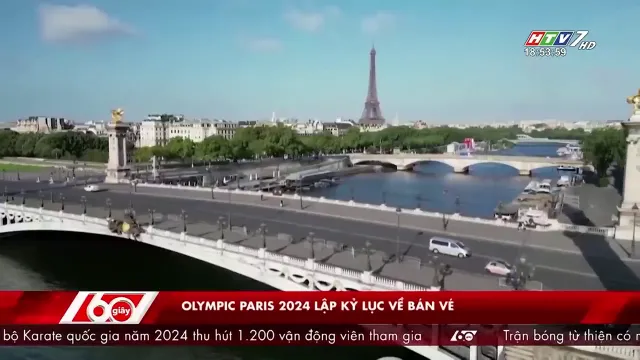 HTV7 HD
18:53:59
60 giây
OLYMPIC PARIS 2024 LẬP KỶ LỤC VỀ BÁN VÉ
bộ Karate quốc gia năm 2024 thu hút 1.200 vận động viên tham gia 60 Trận bóng từ thiện có